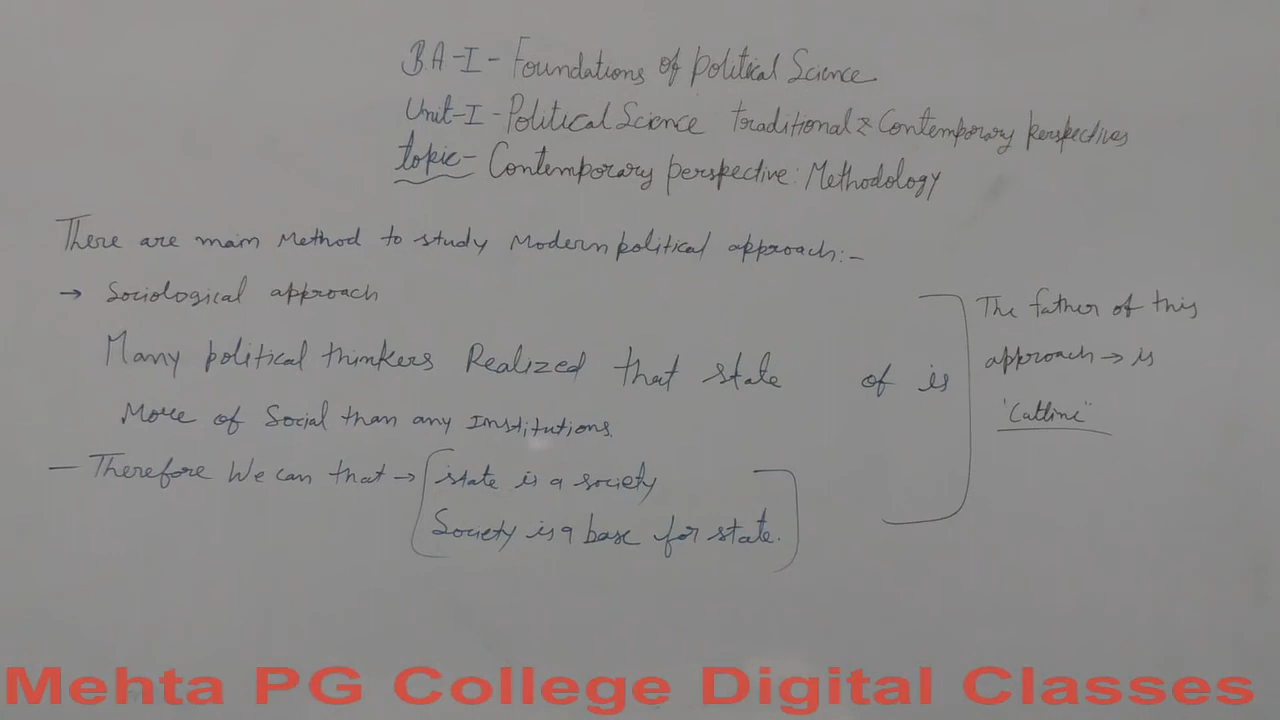 BA-I- Foundations of political Science
Unit-I-Political Science traditional & Contemporary perspectives
topic- Contemporary perspective: Methodology
There are main Method to study Modern political approach:-
→ Sociological approach
Many political thinkers Realized that state of is
More of Social than any Institutions.
- Therefore We can that → state is a society
Society is a base for state.
The father of this
approach → is
"Catline"
Mehta PG College Digital Classes